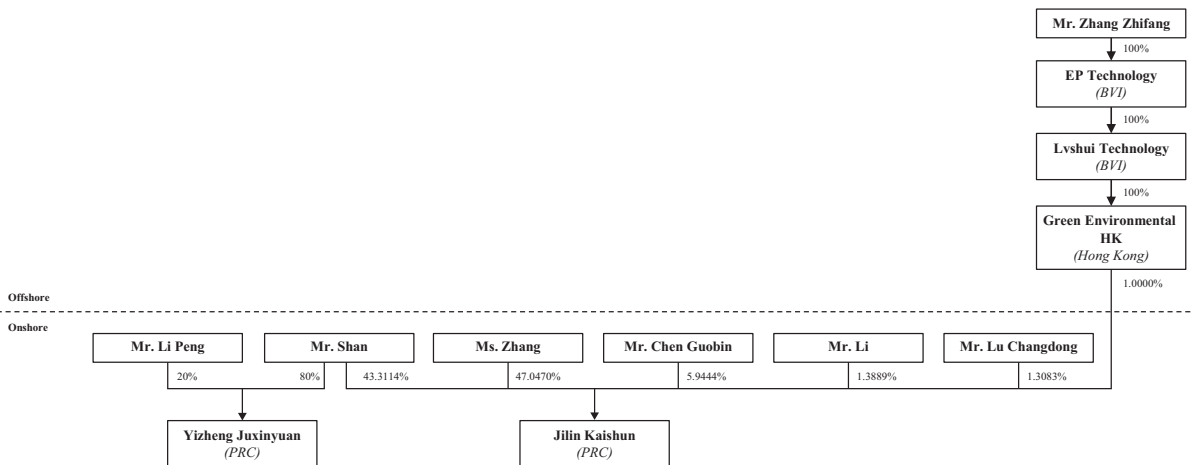 Mr. Zhang Zhifang
100%
EP Technology
(BVI)
100%
Lvshui Technology
(BVI)
100%
Green Environmental
HK
(Hong Kong)
1.0000%
Offshore
Onshore
Mr. Li Peng
Mr. Shan
Ms. Zhang
Mr. Chen Guobin
Mr. Li
Mr. Lu Changdong
20%
80%
43.3114%
47.0470%
5.9444%
1.3889%
1.3083%
Yizheng Juxinyuan
(PRC)
Jilin Kaishun
(PRC)